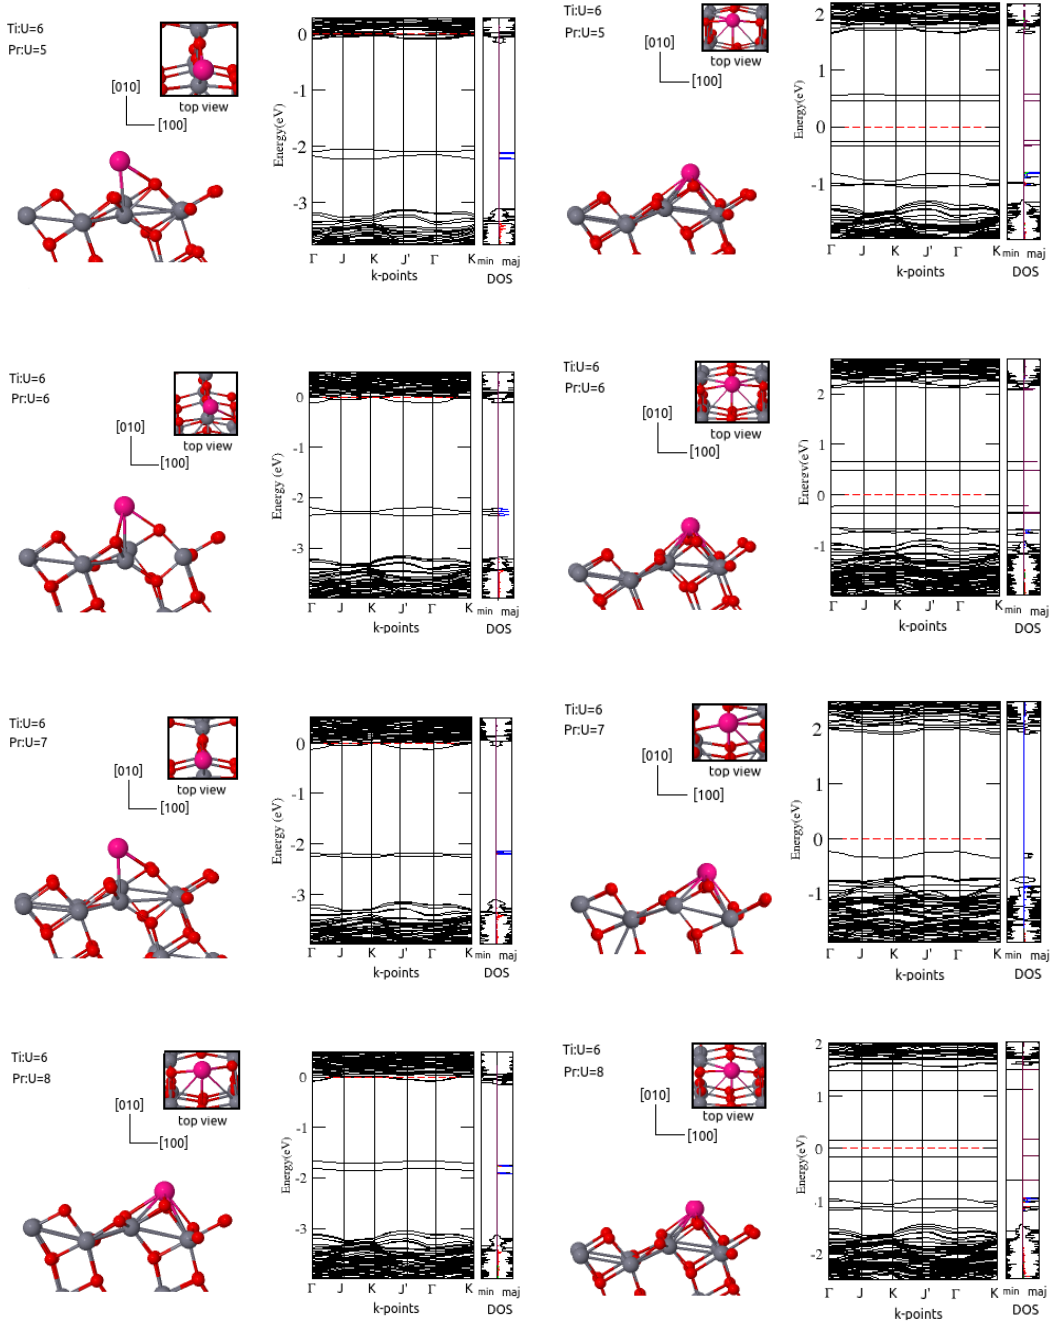 Ti:U=6
Pr:U=5
[010]
[100]
top view
Energy(eV)
0
-1
-2
-3
Γ J K J' Γ K min maj
k-points DOS
Ti:U=6
Pr:U=5
[010]
[100]
top view
Energy(eV)
2
1
0
-1
Γ J K J' Γ K min maj
k-points DOS
Ti:U=6
Pr:U=6
[010]
[100]
top view
Energy (eV)
0
-1
-2
-3
Γ J K J' Γ K min maj
k-points DOS
Ti:U=6
Pr:U=6
[010]
[100]
top view
Energy(eV)
2
1
0
-1
Γ J K J' Γ K min maj
k-points DOS
Ti:U=6
Pr:U=7
[010]
[100]
top view
Energy (eV)
0
-1
-2
-3
Γ J K J' Γ K min maj
k-points DOS
Ti:U=6
Pr:U=7
[010]
[100]
top view
Energy(eV)
2
1
0
-1
Γ J K J' Γ K min maj
k-points DOS
Ti:U=6
Pr:U=8
[010]
[100]
top view
Energy(eV)
0
-1
-2
-3
Γ J K J' Γ K min maj
k-points DOS
Ti:U=6
Pr:U=8
[010]
[100]
top view
Energy(eV)
2
1
0
-1
-2
Γ J K J' Γ K min maj
k-points DOS